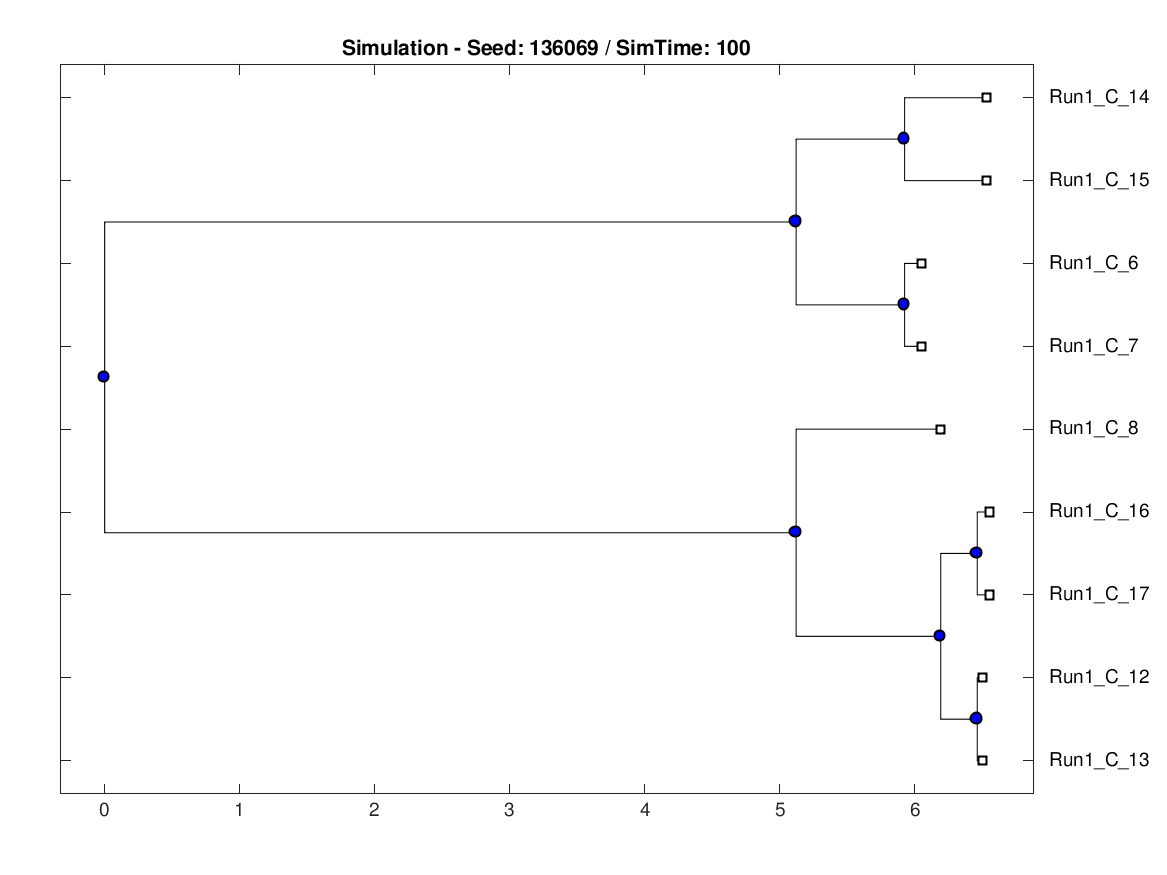 Simulation - Seed: 136069 / SimTime: 100
Run1_C_14
Run1_C_15
Run1_C_6
Run1_C_7
Run1_C_8
Run1_C_16
Run1_C_17
Run1_C_12
Run1_C_13
0 1 2 3 4 5 6